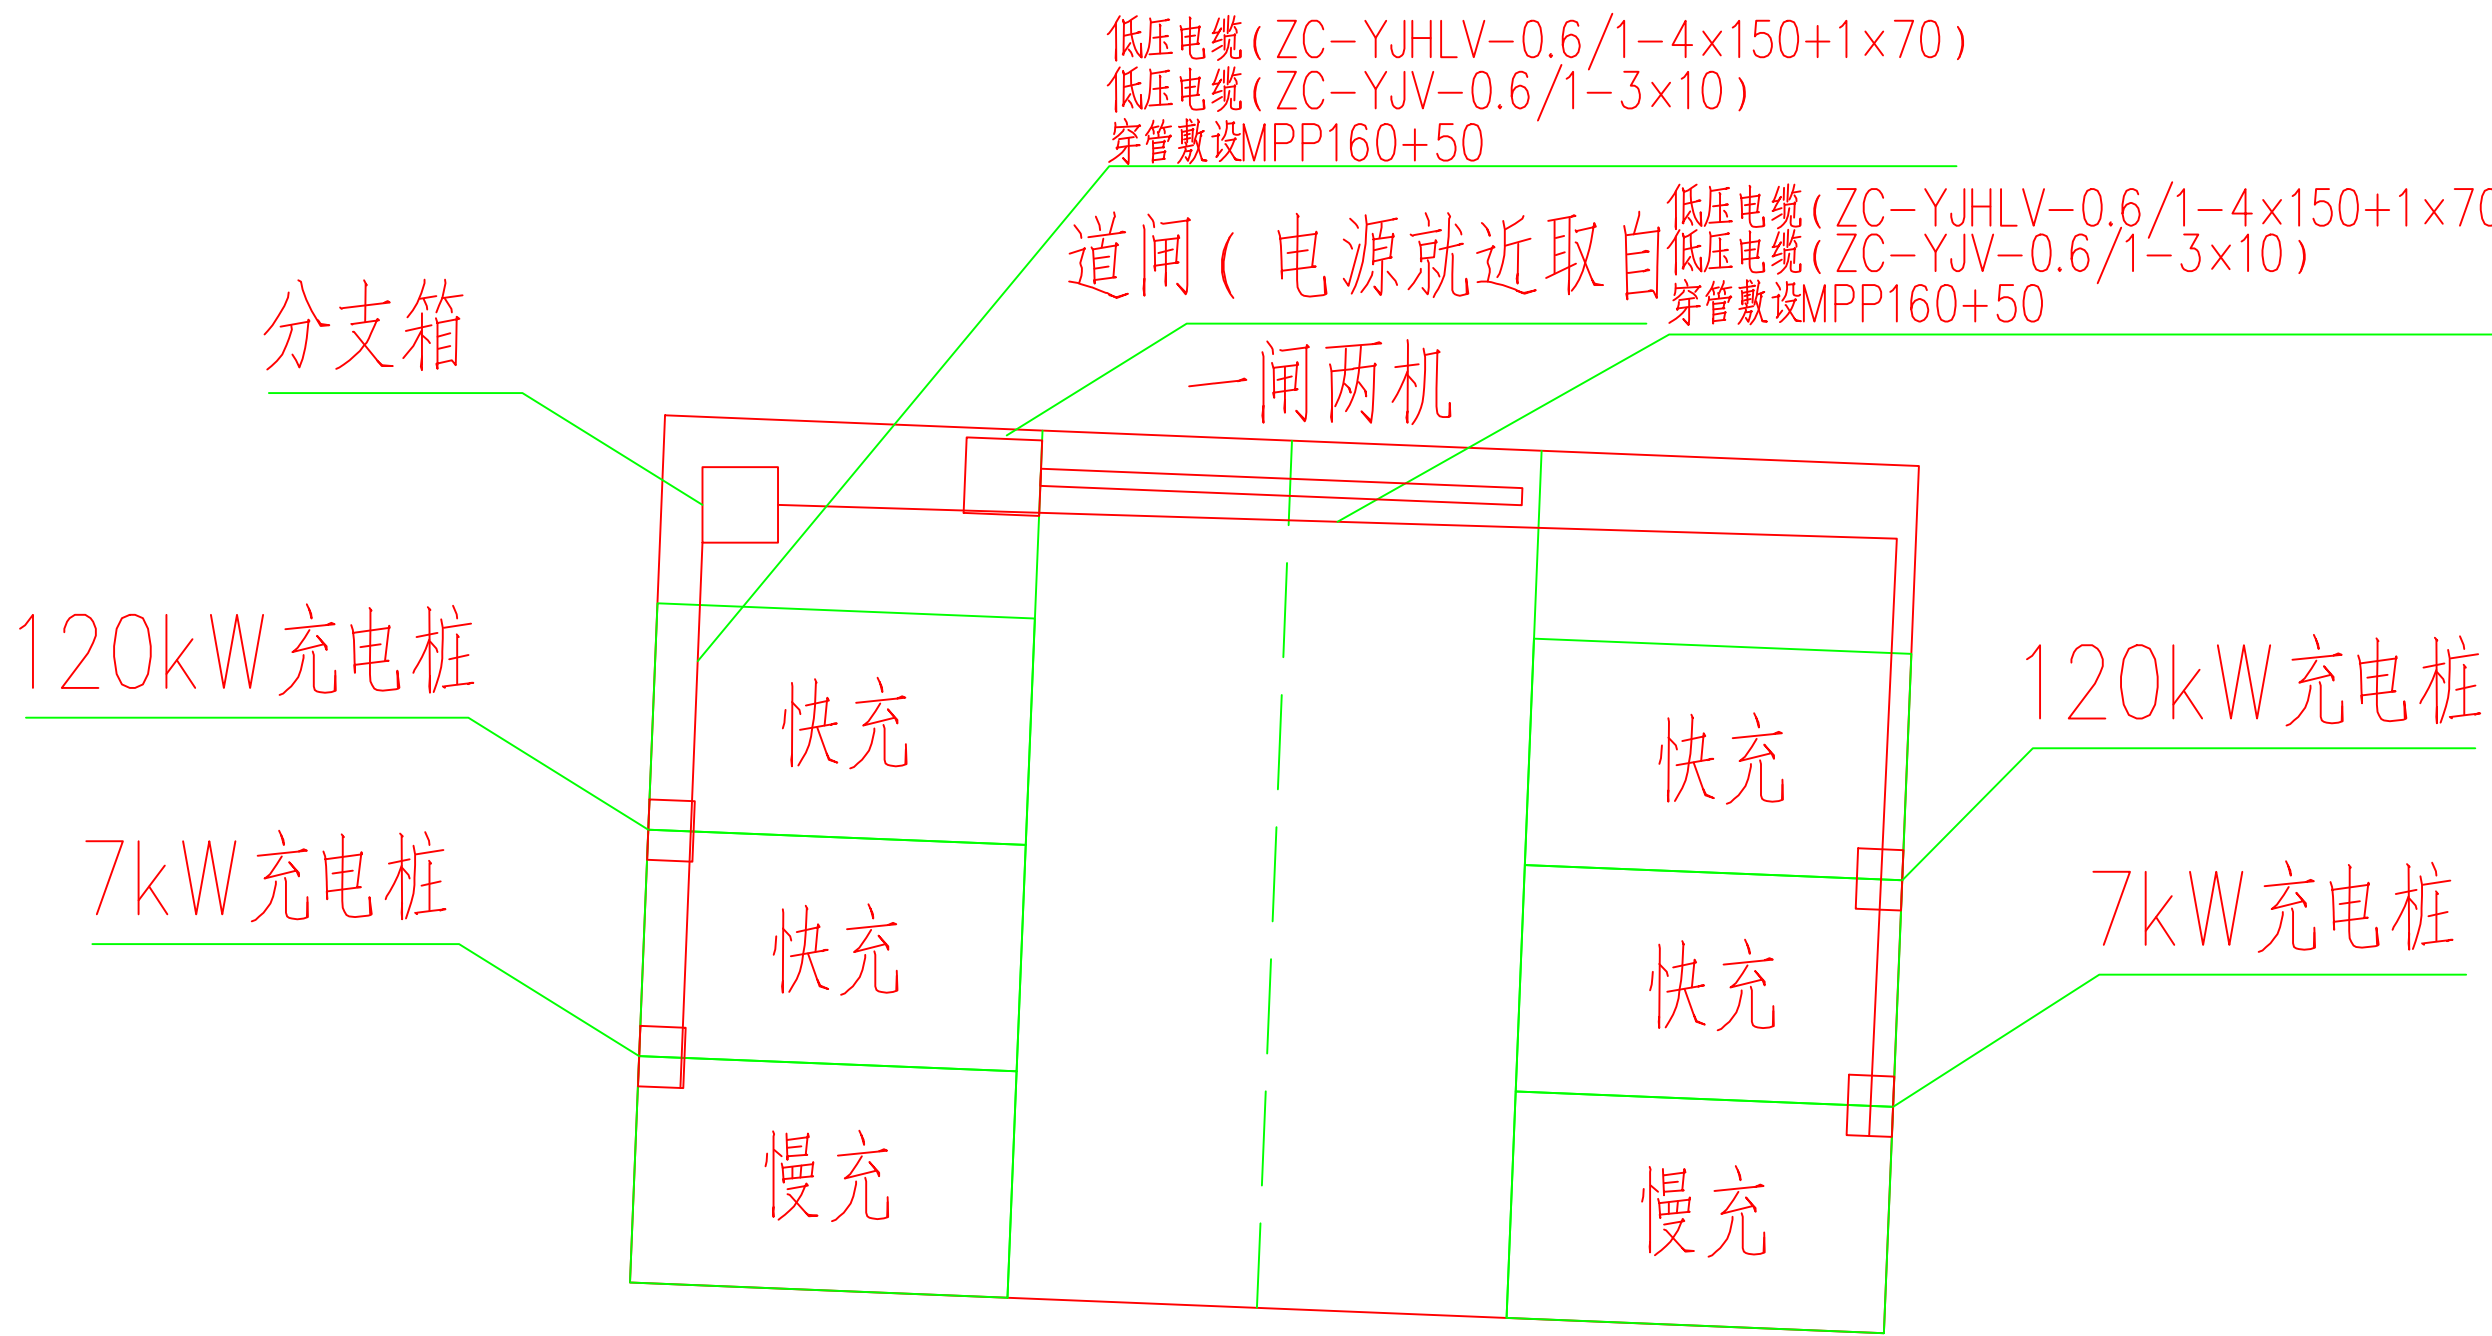 低压电缆(ZC-YJHLV-0.6/1-4x150+1x70)
低压电缆(ZC-YJV-0.6/1-3x10)
穿管敷设MPP160+50
低压电缆(ZC-YJHLV-0.6/1-4x150+1x70
低压电缆(ZC-YJV-0.6/1-3x10)
穿管敷设MPP160+50
道闸(电源就近取自
一闸两机
分支箱
120kW充电桩
120kW充电桩
快充
快充
7kW充电桩
7kW充电桩
快充
快充
慢充
慢充